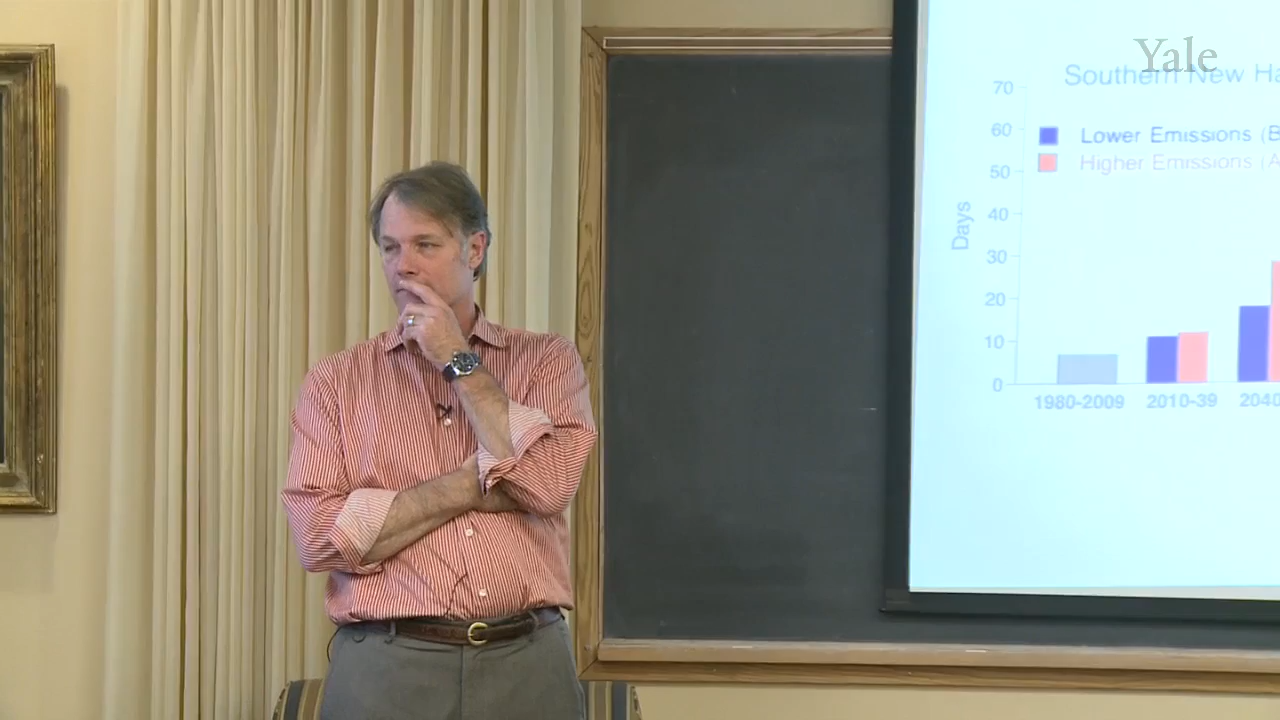 Yale
Southern New Ha
70
60
50
40
30
20
10
0
Days
Lower Emissions (B
Higher Emissions (A
1980-2009
2010-39
2040